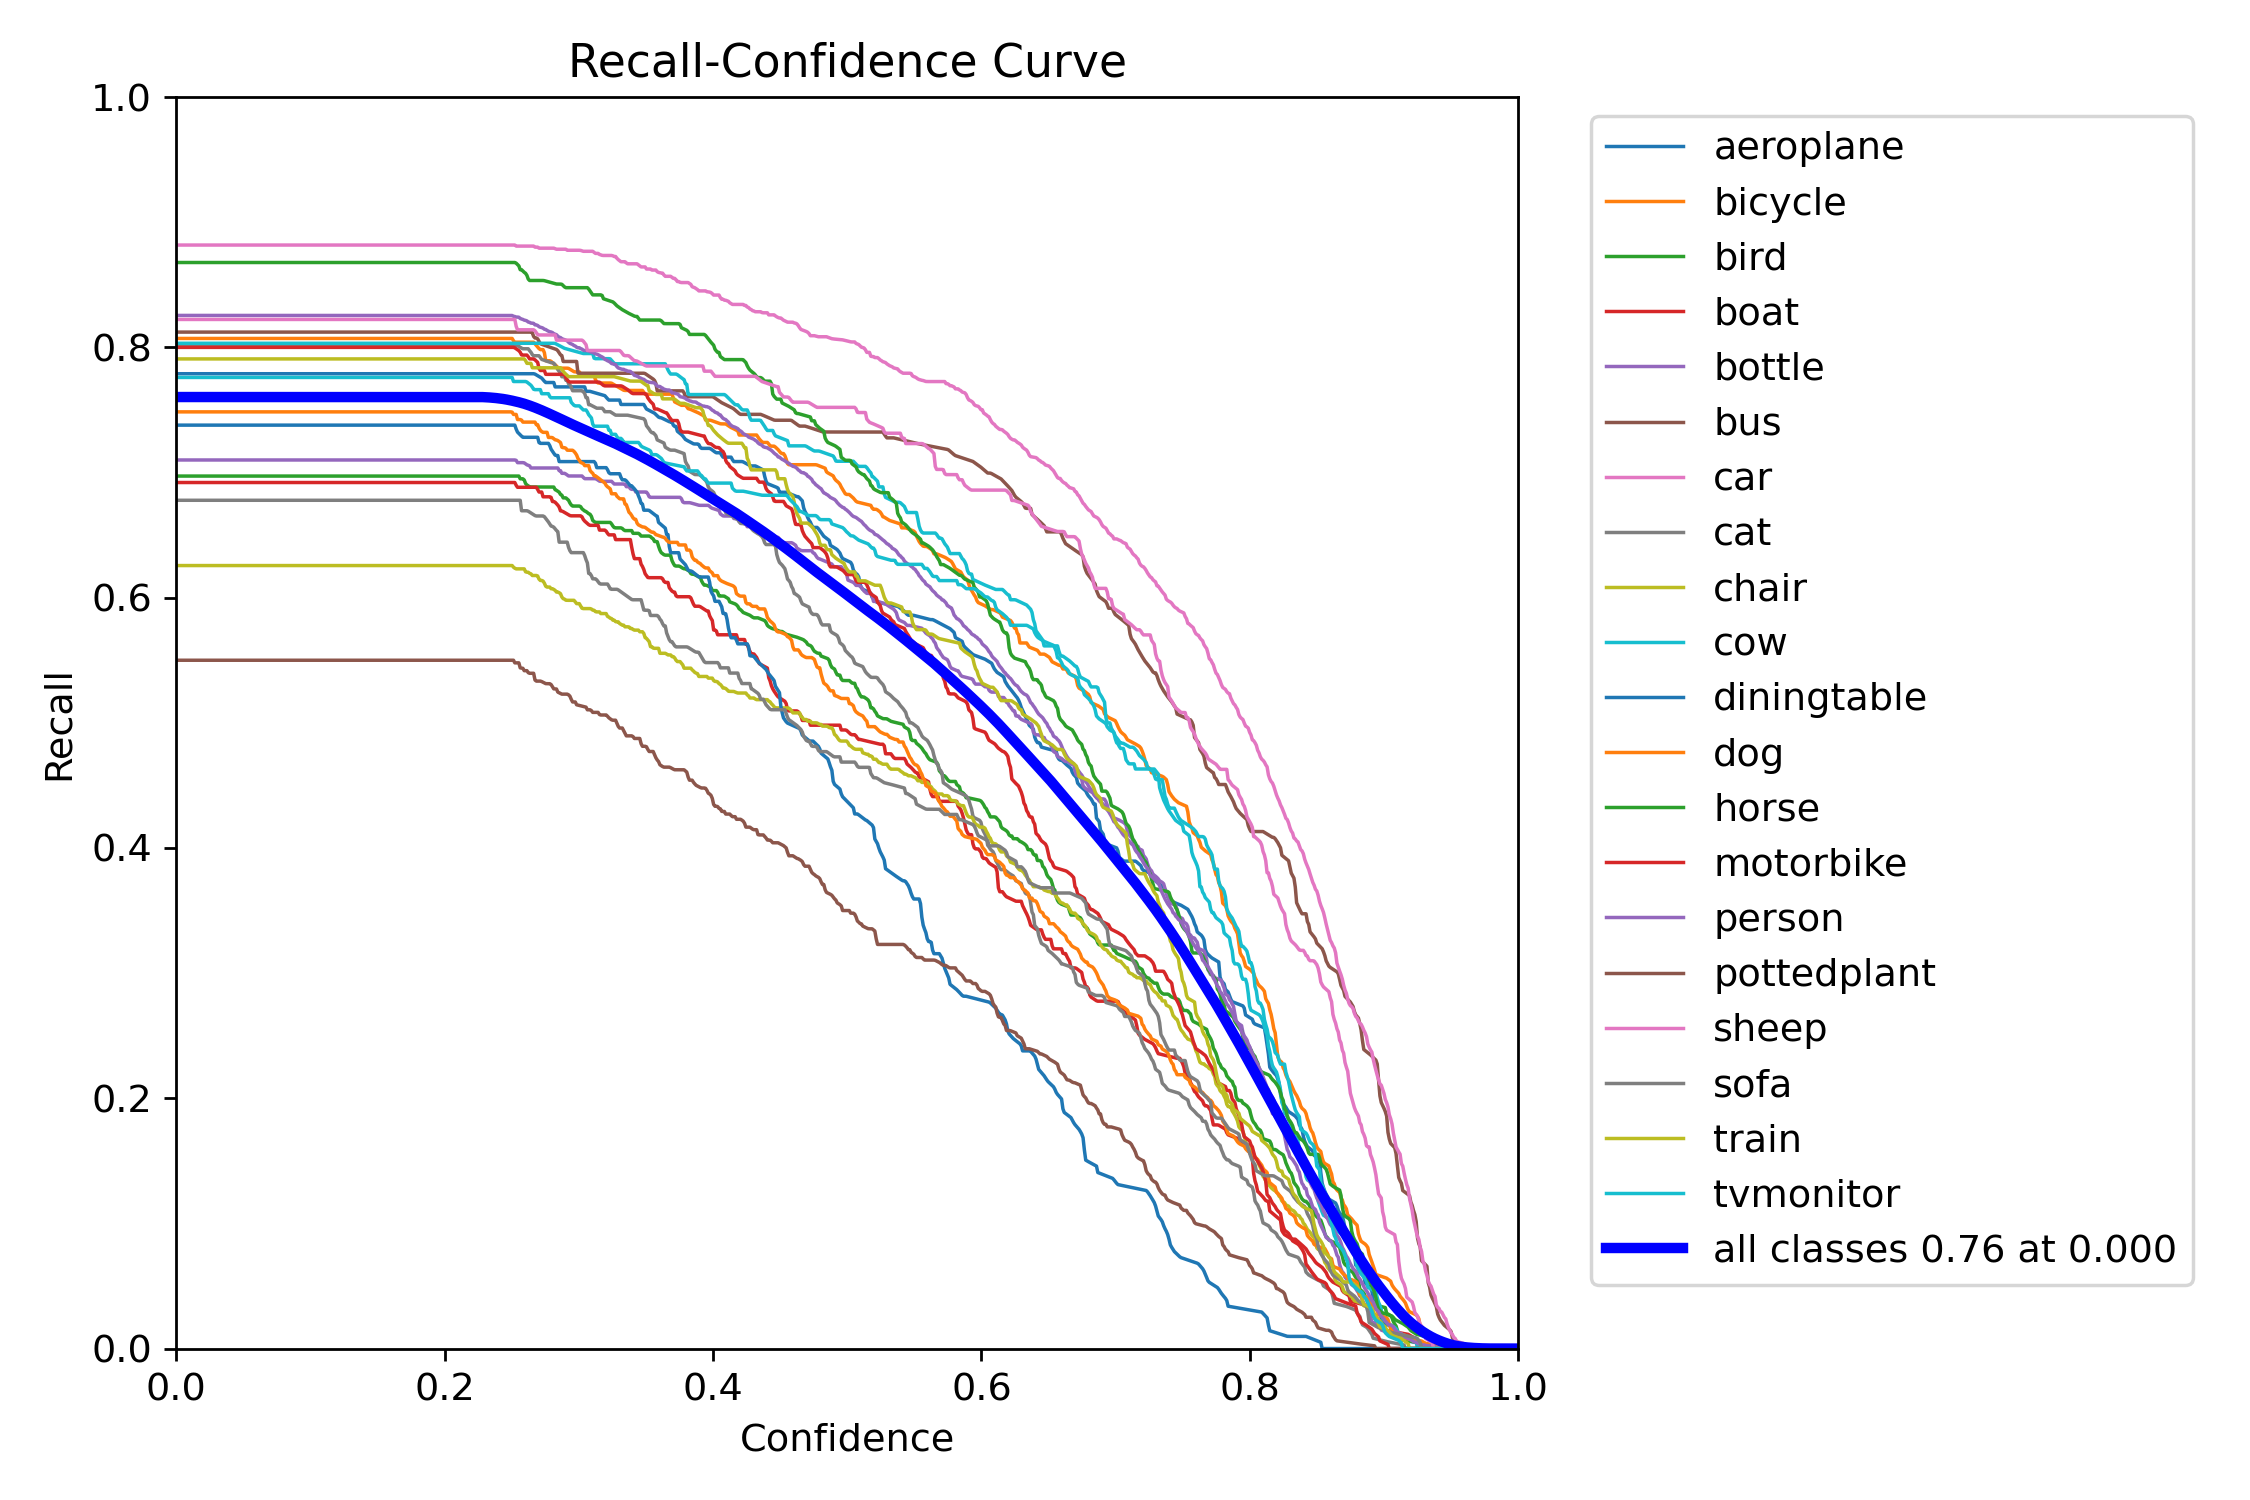 Recall-Confidence Curve
1.0
0.8
0.6
0.4
0.2
0.0
Recall
0.0 0.2 0.4 0.6 0.8 1.0
Confidence
aeroplane
bicycle
bird
boat
bottle
bus
car
cat
chair
cow
diningtable
dog
horse
motorbike
person
pottedplant
sheep
sofa
train
tvmonitor
all classes 0.76 at 0.000